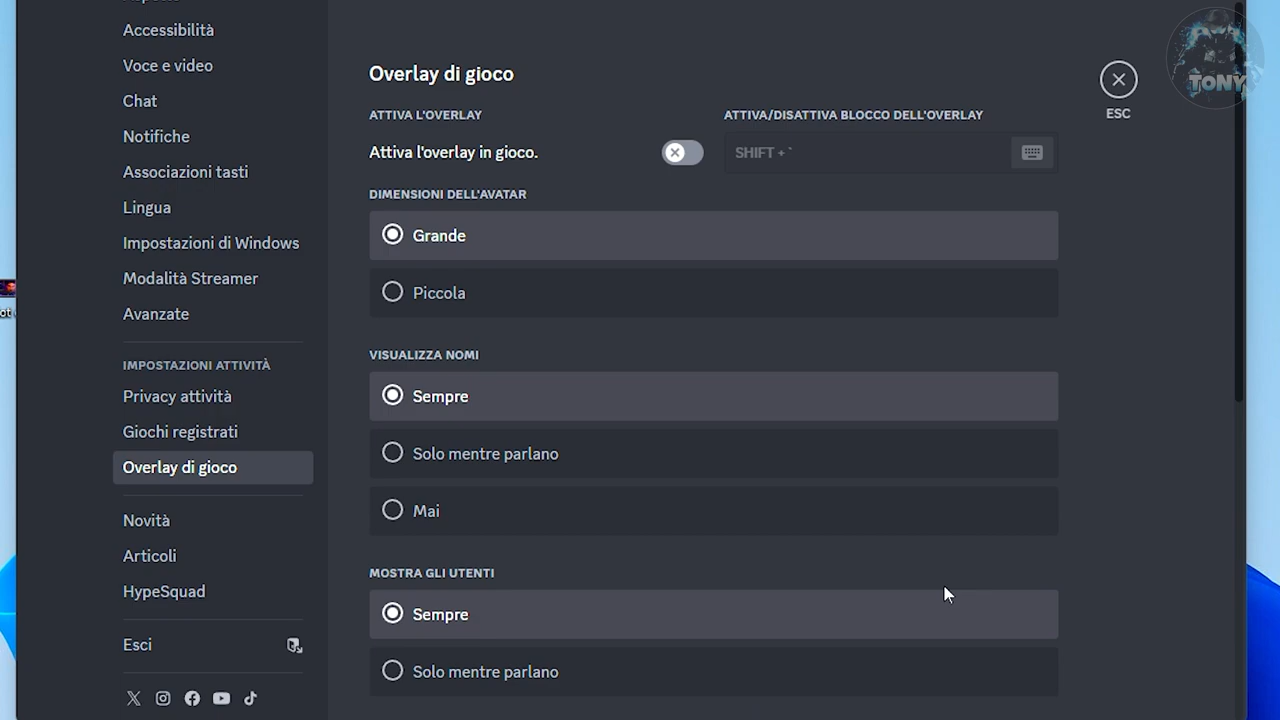 Accessibilità
Voce e video
Chat
Notifiche
Associazioni tasti
Lingua
Impostazioni di Windows
Modalità Streamer
Avanzate
IMPOSTAZIONI ATTIVITÀ
Privacy attività
Giochi registrati
Overlay di gioco
Novità
Articoli
HypeSquad
Esci
Overlay di gioco
ATTIVA L'OVERLAY
Attiva l'overlay in gioco.
ATTIVA/DISATTIVA BLOCCO DELL'OVERLAY
SHIFT + `
DIMENSIONI DELL'AVATAR
Grande
Piccola
VISUALIZZA NOMI
Sempre
Solo mentre parlano
Mai
MOSTRA GLI UTENTI
Sempre
Solo mentre parlano
ESC
TONY